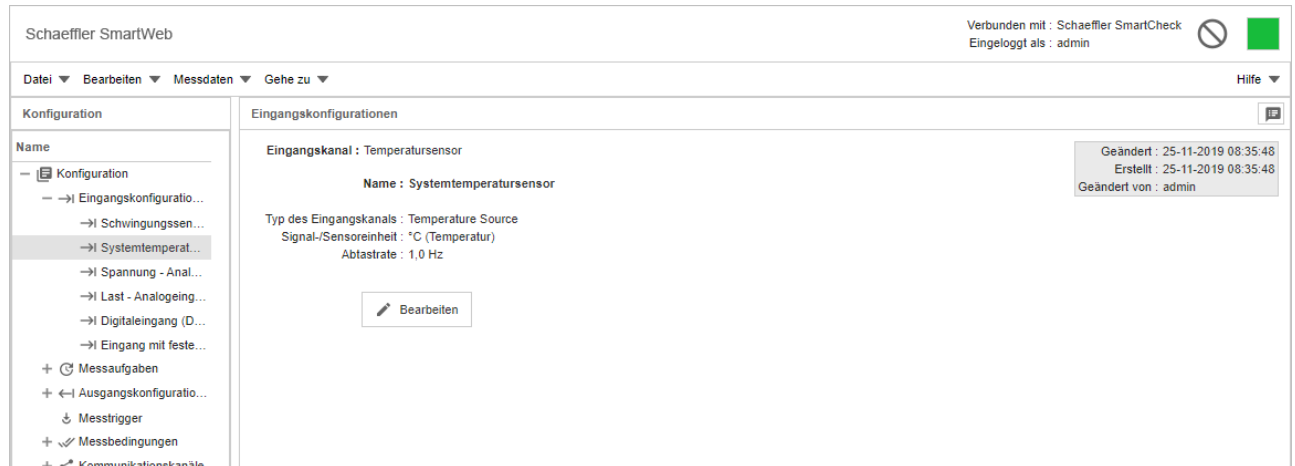 Schaeffler SmartWeb
Verbunden mit : Schaeffler SmartCheck
Eingeloggt als : admin
Datei Bearbeiten Messdaten Gehe zu Hilfe
Konfiguration
Name
Konfiguration
Eingangskonfiguratio...
Schwingungssen...
Systemtemperat...
Spannung - Anal...
Last - Analogeing...
Digitaleingang (D...
Eingang mit feste...
Messaufgaben
Ausgangskonfiguratio...
Messtrigger
Messbedingungen
Kommunikationskanäle
Eingangskonfigurationen
Eingangskanal : Temperatursensor
Name : Systemtemperatursensor
Typ des Eingangskanals : Temperature Source
Signal-/Sensoreinheit : °C (Temperatur)
Abtastrate : 1,0 Hz
Bearbeiten
Geändert : 25-11-2019 08:35:48
Erstellt : 25-11-2019 08:35:48
Geändert von : admin